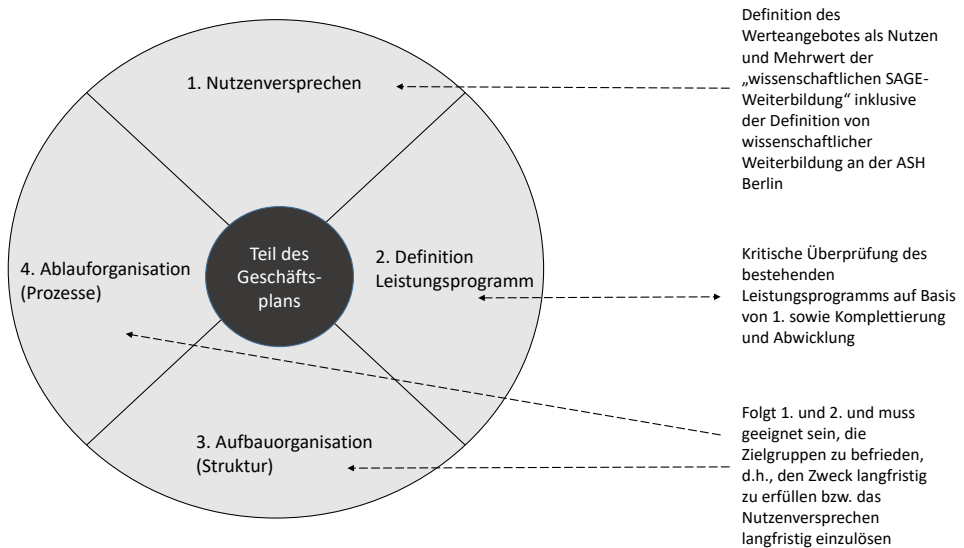 1. Nutzenversprechen
2. Definition
Leistungsprogramm
3. Aufbauorganisation
(Struktur)
4. Ablauforganisation
(Prozesse)
Teil des
Geschäfts-
plans
Definition des
Werteangebotes als Nutzen
und Mehrwert der
„wissenschaftlichen SAGE-
Weiterbildung“ inklusive
der Definition von
wissenschaftlicher
Weiterbildung an der ASH
Berlin
Kritische Überprüfung des
bestehenden
Leistungsprogramms auf Basis
von 1. sowie Komplettierung
und Abwicklung
Folgt 1. und 2. und muss
geeignet sein, die
Zielgruppen zu befrieden,
d.h., den Zweck langfristig
zu erfüllen bzw. das
Nutzenversprechen
langfristig einzulösen